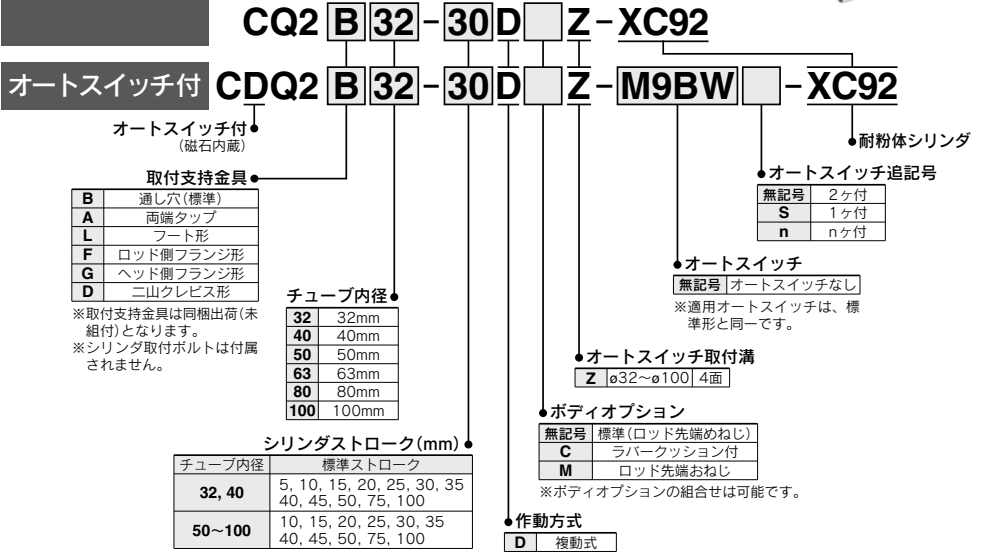 CQ2 B 32-30 D Z-XC92
オートスイッチ付 CDQ2 B 32-30 D Z-M9BW -XC92
オートスイッチ付
(磁石内蔵)
耐粉体シリンダ
取付支持金具
B 通し穴(標準)
A 両端タップ
L フート形
F ロッド側フランジ形
G ヘッド側フランジ形
D 二山クレビス形
※取付支持金具は同梱出荷(未
組付)となります。
※シリンダ取付ボルトは付属
されません。
チューブ内径
32 32mm
40 40mm
50 50mm
63 63mm
80 80mm
100 100mm
シリンダストローク(mm)
チューブ内径 標準ストローク
32, 40 5, 10, 15, 20, 25, 30, 35
40, 45, 50, 75, 100
50〜100 10, 15, 20, 25, 30, 35
40, 45, 50, 75, 100
オートスイッチ追記号
無記号 2ヶ付
S 1ヶ付
n nヶ付
オートスイッチ
無記号 オートスイッチなし
※適用オートスイッチは、標
準形と同一です。
オートスイッチ取付溝
Z ø32〜ø100 4面
ボディオプション
無記号 標準(ロッド先端めねじ)
C ラバークッション付
M ロッド先端おねじ
※ボディオプションの組合せは可能です。
作動方式
D 複動式